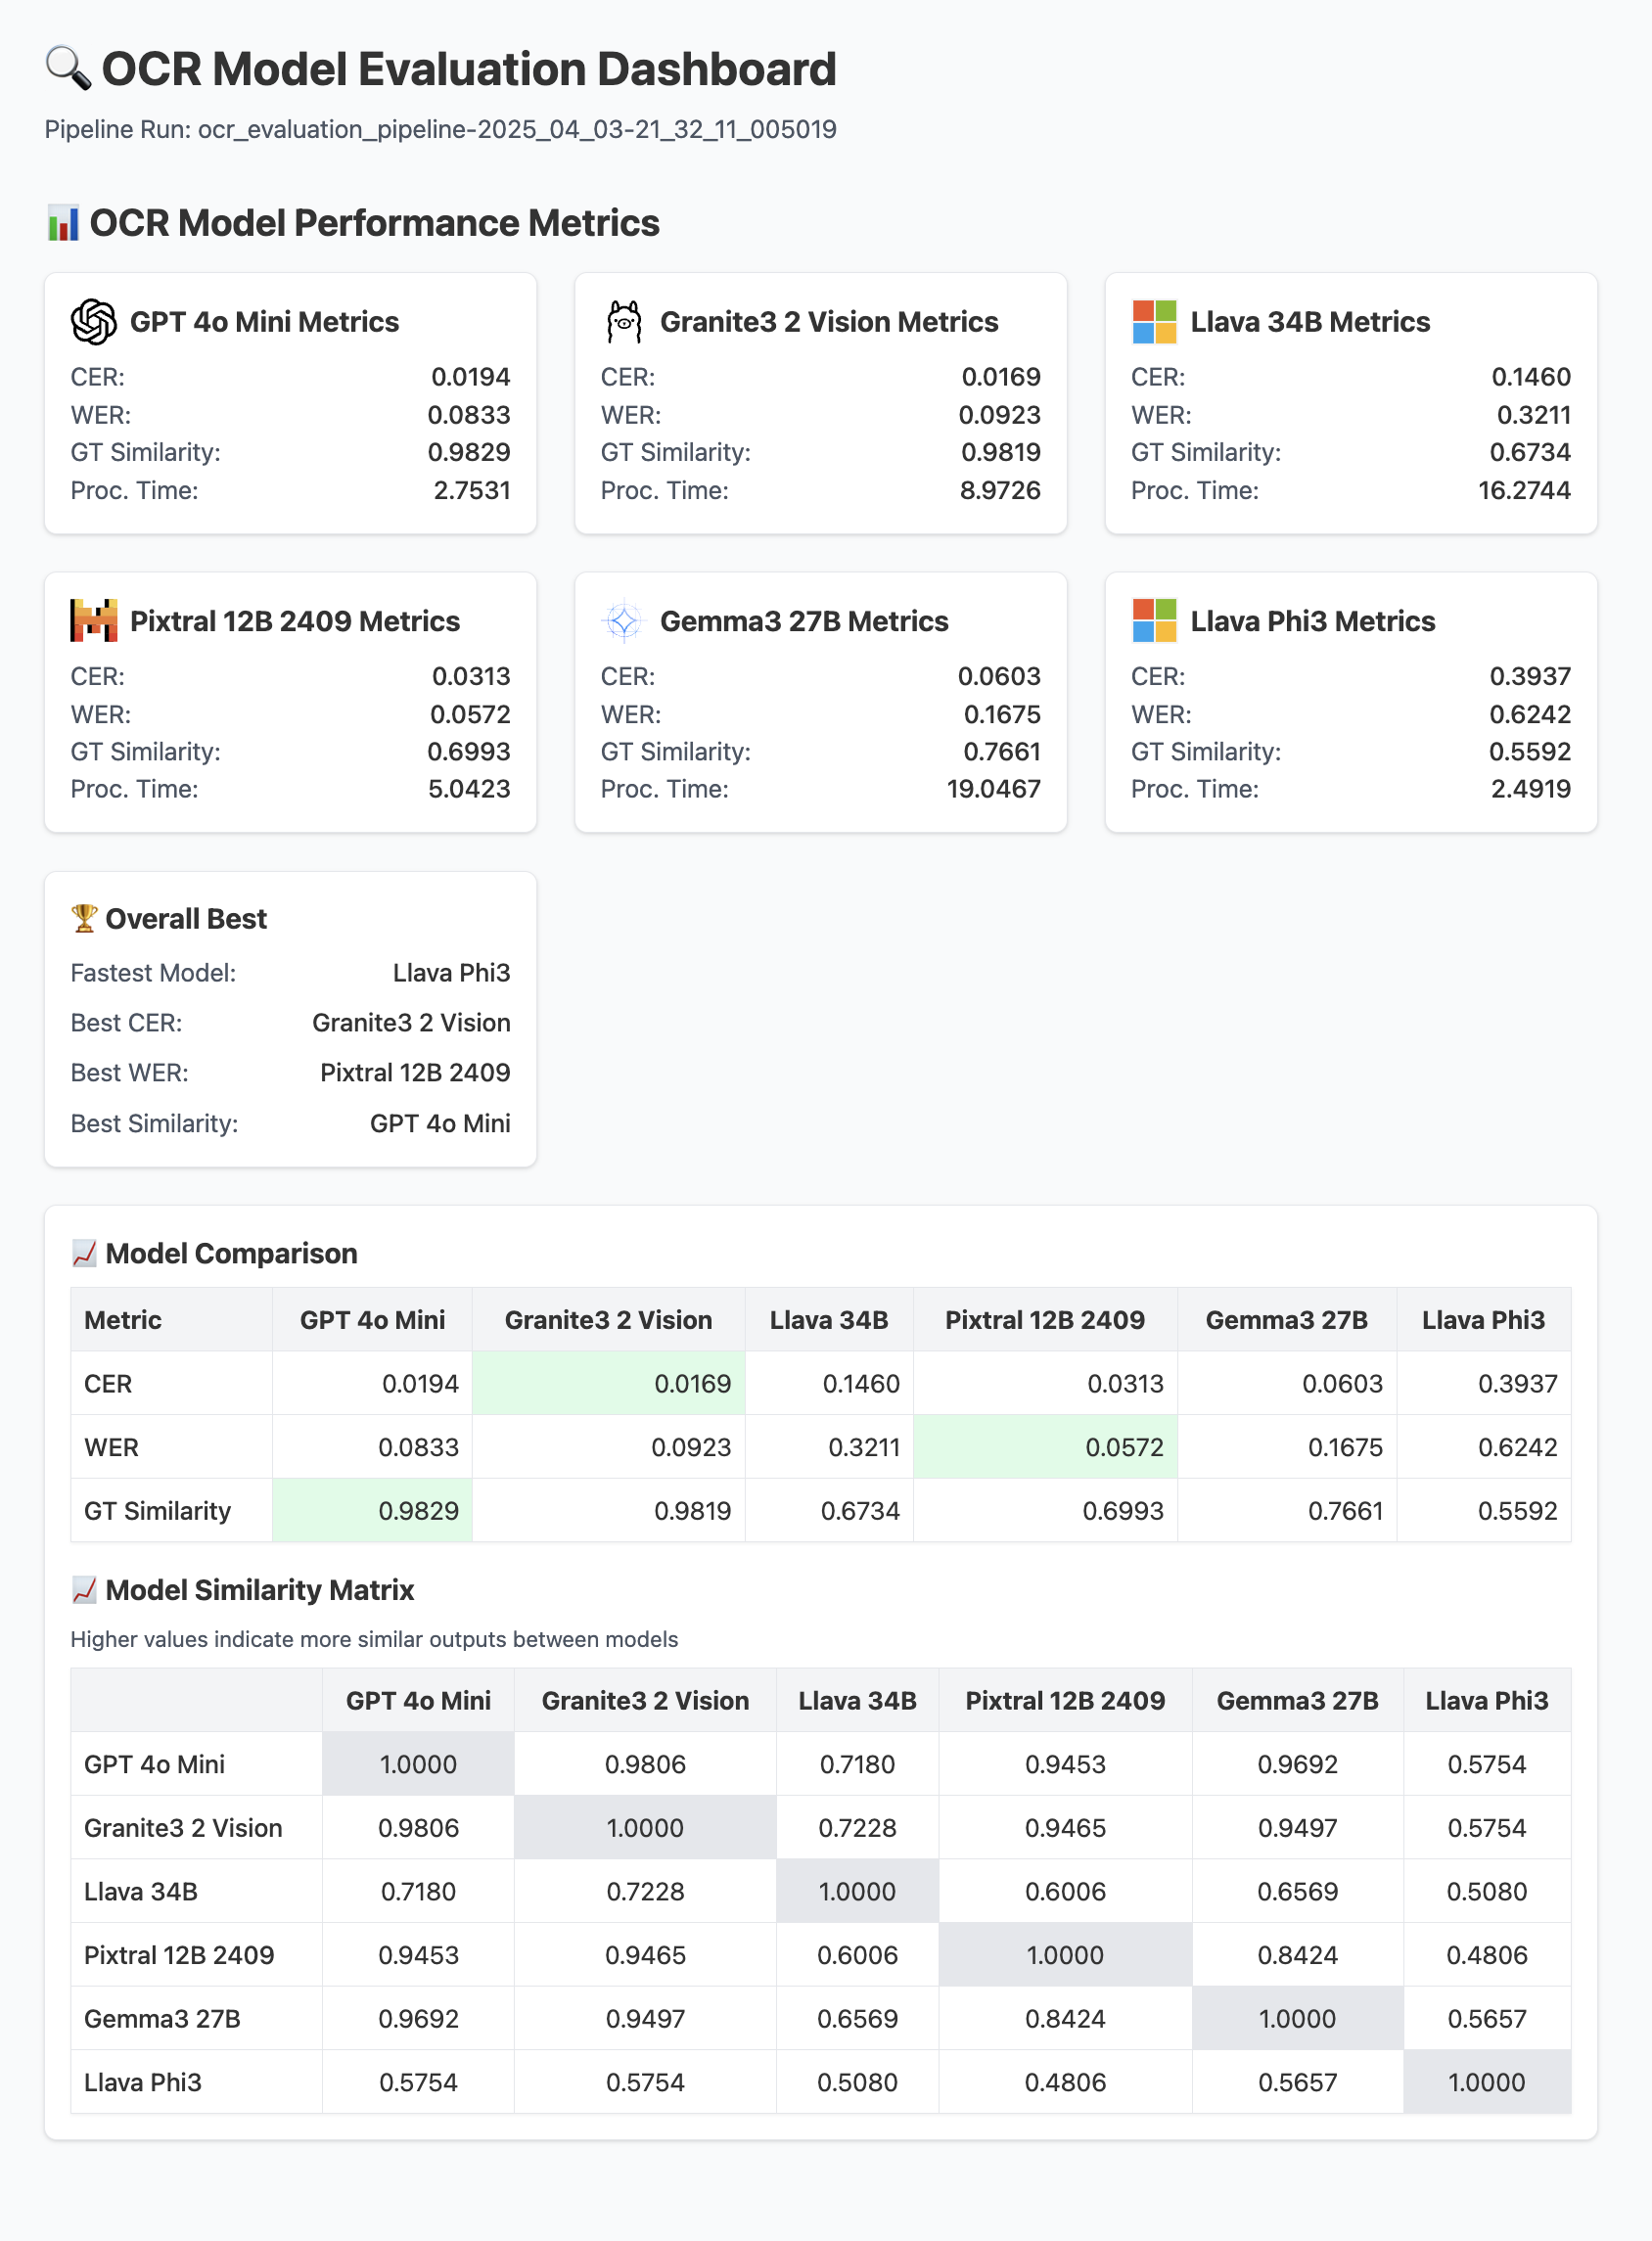 🔍 OCR Model Evaluation Dashboard
Pipeline Run: ocr_evaluation_pipeline-2025_04_03-21_32_11_005019
📊 OCR Model Performance Metrics
GPT 4o Mini Metrics
CER: 0.0194
WER: 0.0833
GT Similarity: 0.9829
Proc. Time: 2.7531
Granite3 2 Vision Metrics
CER: 0.0169
WER: 0.0923
GT Similarity: 0.9819
Proc. Time: 8.9726
Llava 34B Metrics
CER: 0.1460
WER: 0.3211
GT Similarity: 0.6734
Proc. Time: 16.2744
Pixtral 12B 2409 Metrics
CER: 0.0313
WER: 0.0572
GT Similarity: 0.6993
Proc. Time: 5.0423
Gemma3 27B Metrics
CER: 0.0603
WER: 0.1675
GT Similarity: 0.7661
Proc. Time: 19.0467
Llava Phi3 Metrics
CER: 0.3937
WER: 0.6242
GT Similarity: 0.5592
Proc. Time: 2.4919
🏆 Overall Best
Fastest Model: Llava Phi3
Best CER: Granite3 2 Vision
Best WER: Pixtral 12B 2409
Best Similarity: GPT 4o Mini
📈 Model Comparison
Metric GPT 4o Mini Granite3 2 Vision Llava 34B Pixtral 12B 2409 Gemma3 27B Llava Phi3
CER 0.0194 0.0169 0.1460 0.0313 0.0603 0.3937
WER 0.0833 0.0923 0.3211 0.0572 0.1675 0.6242
GT Similarity 0.9829 0.9819 0.6734 0.6993 0.7661 0.5592
📈 Model Similarity Matrix
Higher values indicate more similar outputs between models
GPT 4o Mini Granite3 2 Vision Llava 34B Pixtral 12B 2409 Gemma3 27B Llava Phi3
GPT 4o Mini 1.0000 0.9806 0.7180 0.9453 0.9692 0.5754
Granite3 2 Vision 0.9806 1.0000 0.7228 0.9465 0.9497 0.5754
Llava 34B 0.7180 0.7228 1.0000 0.6006 0.6569 0.5080
Pixtral 12B 2409 0.9453 0.9465 0.6006 1.0000 0.8424 0.4806
Gemma3 27B 0.9692 0.9497 0.6569 0.8424 1.0000 0.5657
Llava Phi3 0.5754 0.5754 0.5080 0.4806 0.5657 1.0000